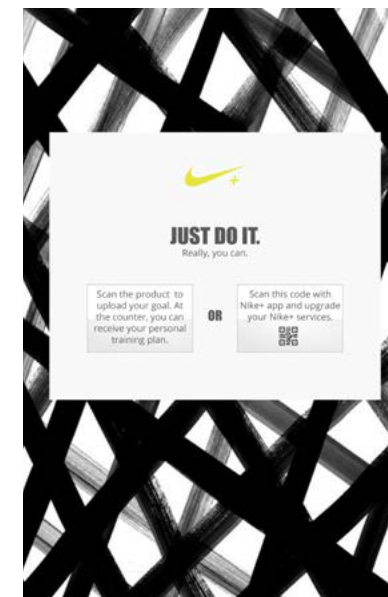 JUST DO IT.
Really, you can.
Scan the product to
upload your goal. At
the counter, you can
receive your personal
training plan.
OR
Scan this code with
Nike+ app and upgrade
your Nike+ services.